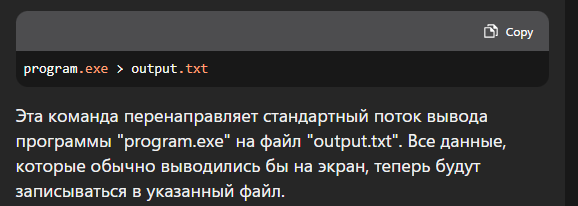 Copy
program.exe > output.txt
Эта команда перенаправляет стандартный поток вывода
программы "program.exe" на файл "output.txt". Все данные,
которые обычно выводились бы на экран, теперь будут
записываться в указанный файл.